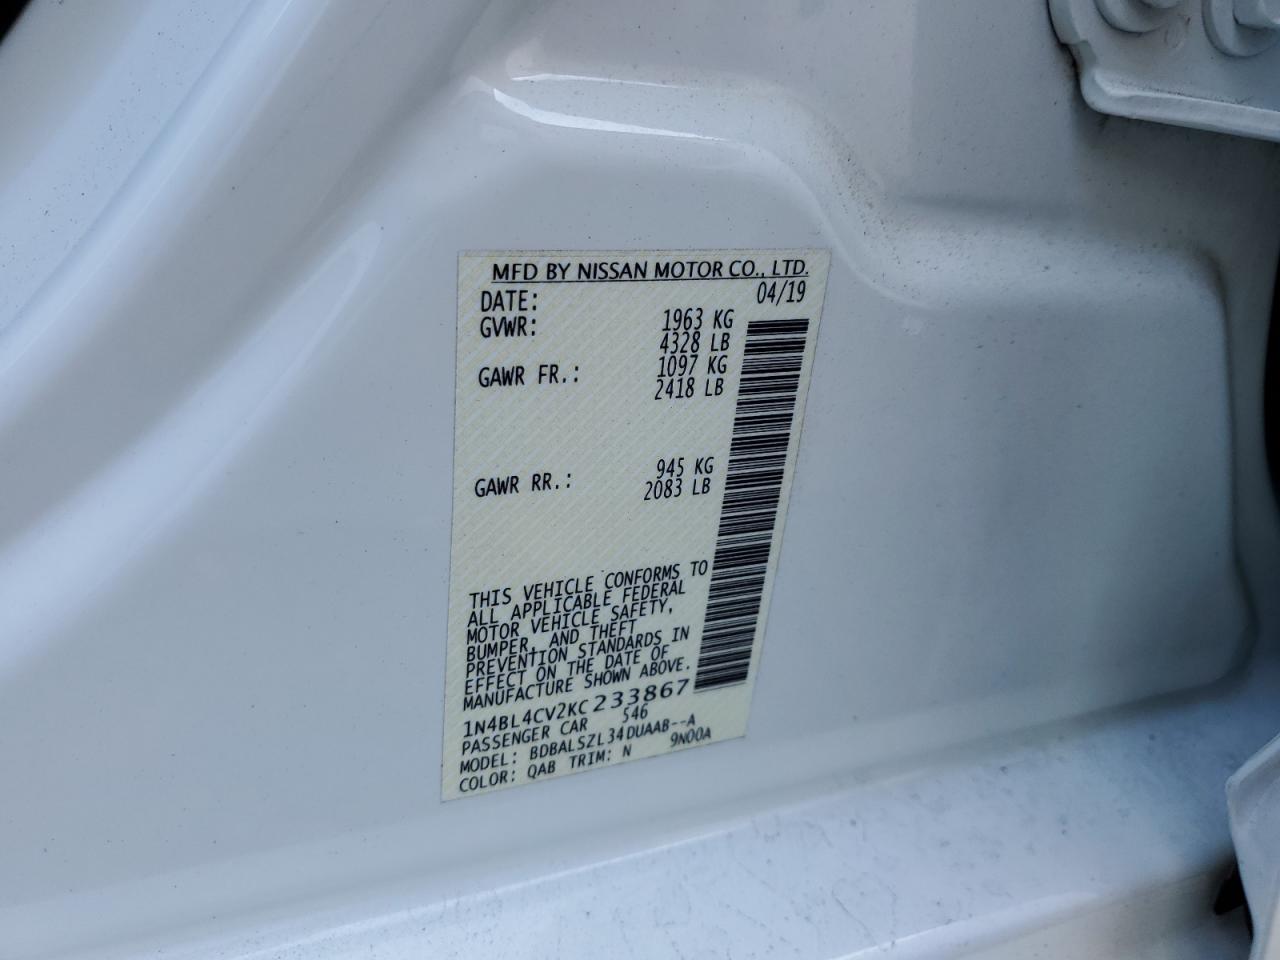 MFD BY NISSAN MOTOR CO., LTD.
DATE: 04/19
GVWR: 1963 KG
4328 LB
GAWR FR.: 1097 KG
2418 LB
GAWR RR.: 945 KG
2083 LB
THIS VEHICLE CONFORMS TO
ALL APPLICABLE FEDERAL
MOTOR VEHICLE SAFETY,
BUMPER, AND THEFT
PREVENTION STANDARDS IN
EFFECT ON THE DATE OF
MANUFACTURE SHOWN ABOVE.
1N4BL4CV2KC233867
PASSENGER CAR 546
MODEL: BDBALSZL34DUAAB--A
COLOR: QAB TRIM: N 9N00A